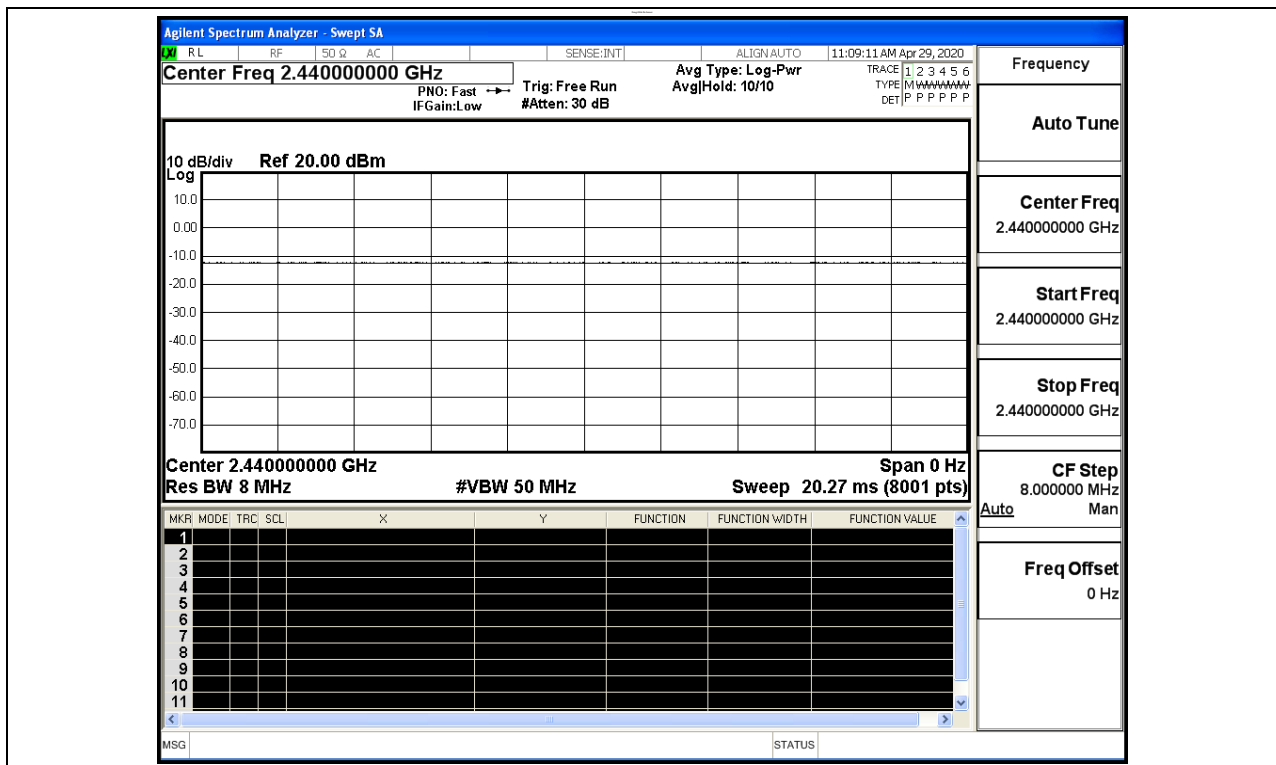 Agilent Spectrum Analyzer - Swept SA
LXI RL RF 50 Ω AC SENSE:INT ALIGN AUTO 11:09:11 AM Apr 29, 2020
Center Freq 2.440000000 GHz
PNO: Fast
IFGain:Low
Trig: Free Run
#Atten: 30 dB
Avg Type: Log-Pwr
Avg|Hold: 10/10
TRACE 1 2 3 4 5 6
TYPE M WWWWW
DET P P P P P P
10 dB/div Ref 20.00 dBm
Log
10.0
0.00
-10.0
-20.0
-30.0
-40.0
-50.0
-60.0
-70.0
Center 2.440000000 GHz Span 0 Hz
Res BW 8 MHz #VBW 50 MHz Sweep 20.27 ms (8001 pts)
MKR MODE TRC SCL X Y FUNCTION FUNCTION WIDTH FUNCTION VALUE
1
2
3
4
5
6
7
8
9
10
11
MSG STATUS
Frequency
Auto Tune
Center Freq
2.440000000 GHz
Start Freq
2.440000000 GHz
Stop Freq
2.440000000 GHz
CF Step
8.000000 MHz
Auto Man
Freq Offset
0 Hz